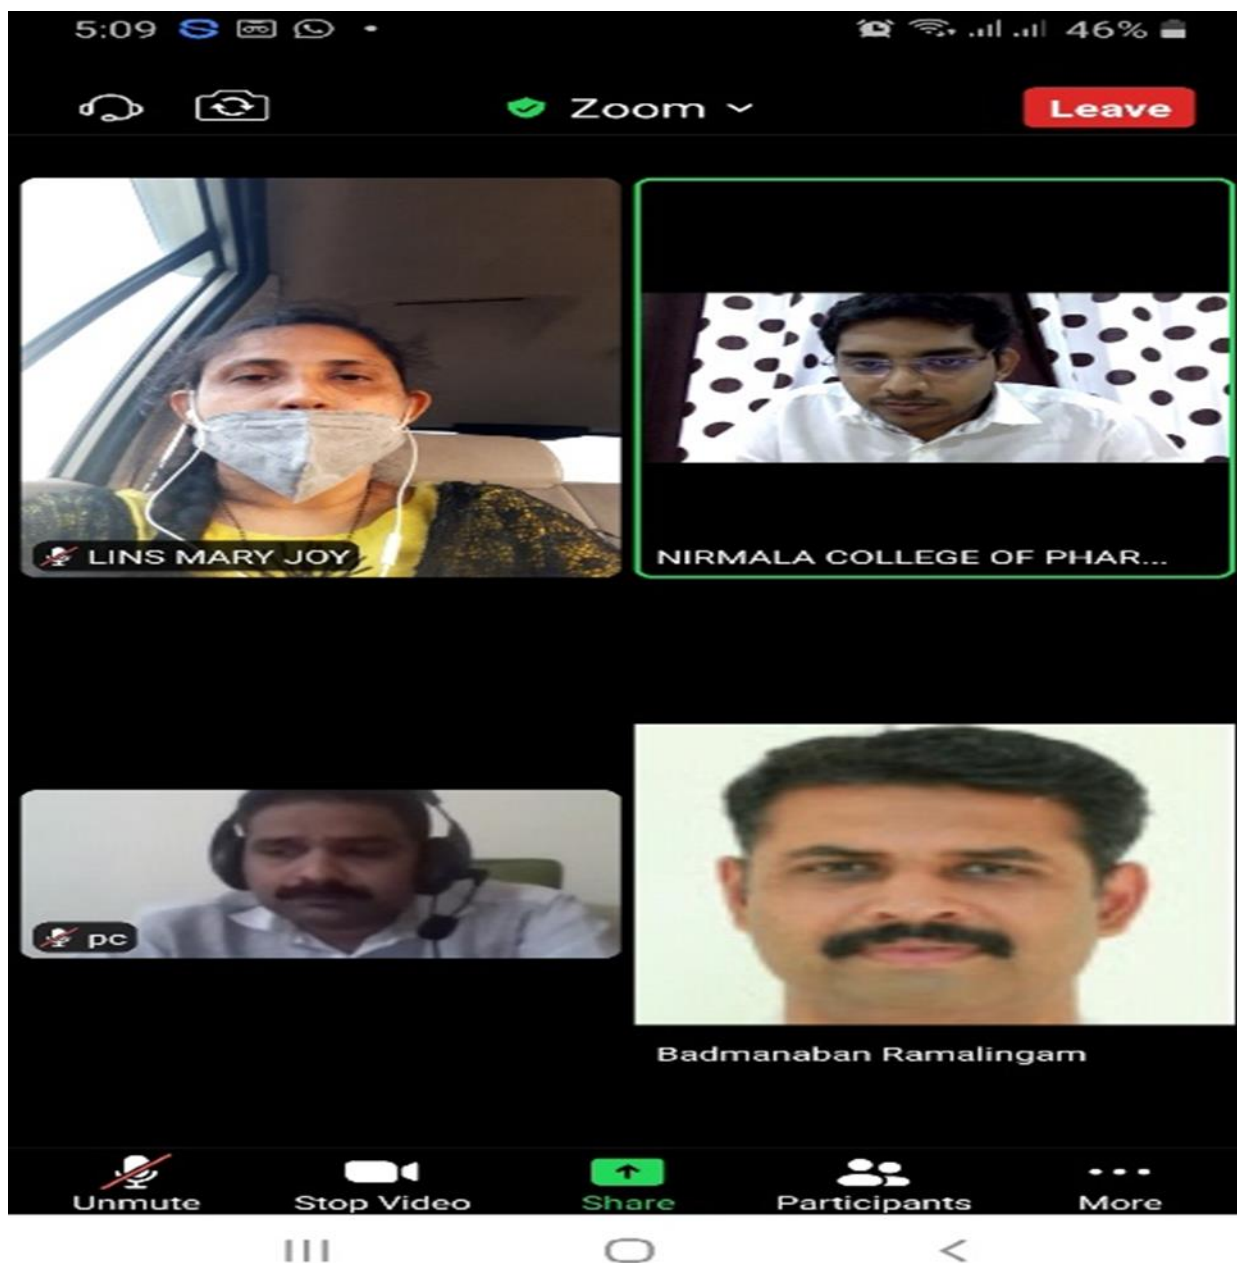 5:09 46%
Zoom Leave
LINS MARY JOY
NIRMALA COLLEGE OF PHAR...
pc
Badmanaban Ramalingam
Unmute Stop Video Share Participants More